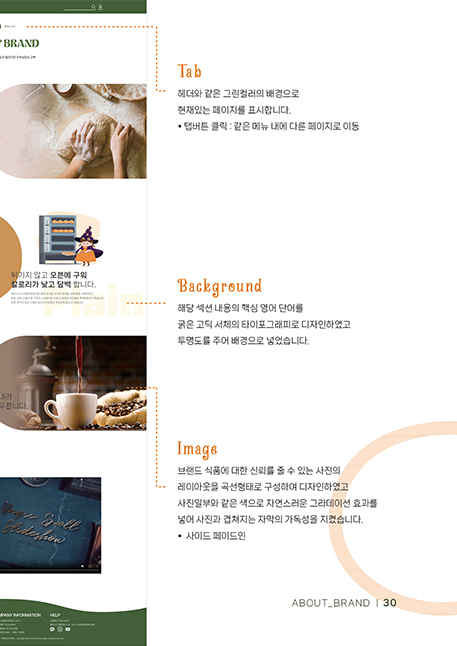 BRAND
Tab
헤더와 같은 그린컬러의 배경으로
현재있는 페이지를 표시합니다.
• 탭버튼 클릭 : 같은 메뉴 내에 다른 페이지로 이동
튀기지 않고 오븐에 구워
칼로리가 낮고 담백 합니다.
Plain
Background
해당 섹션 내용의 핵심 영어 단어를
굵은 고딕 서체의 타이포그래피로 디자인하였고
투명도를 주어 배경으로 넣었습니다.
Image
브랜드 식품에 대한 신뢰를 줄 수 있는 사진의
레이아웃을 곡선형태로 구성하여 디자인하였고
사진일부와 같은 색으로 자연스러운 그라데이션 효과를
넣어 사진과 겹쳐지는 자막의 가독성을 지켰습니다.
• 사이드 페이드인
Slideshow
MPANY INFORMATION HELP
ABOUT_BRAND | 30